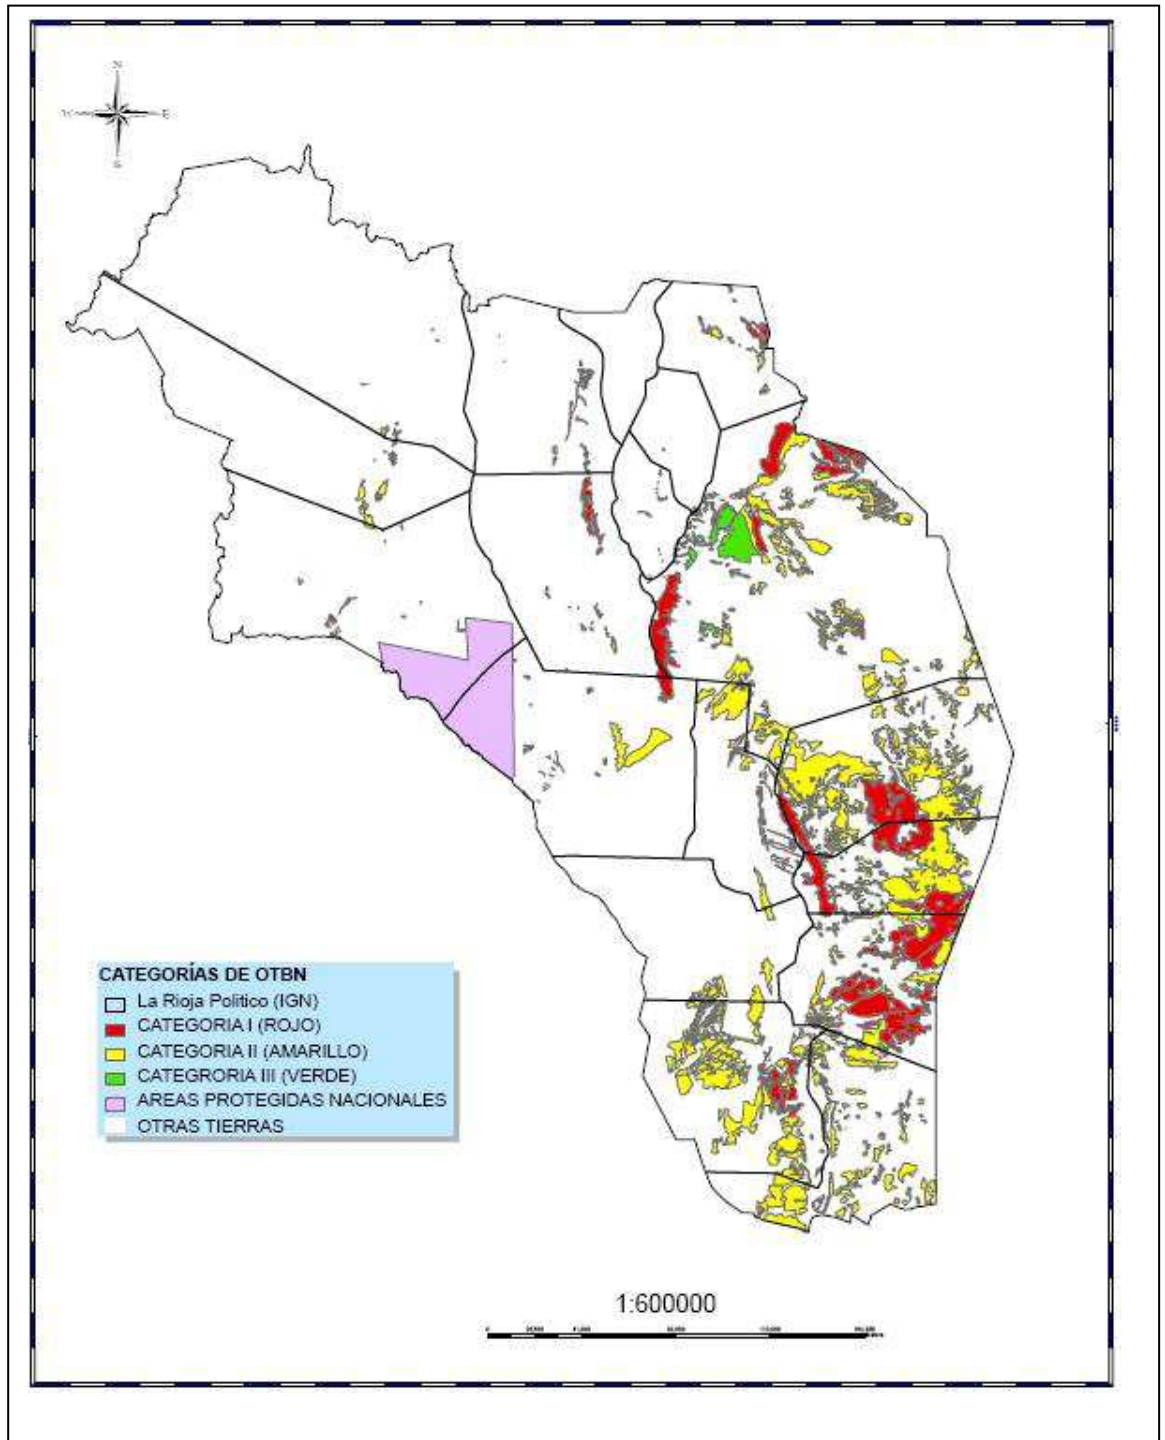 N
W E
S
CATEGORÍAS DE OTBN
La Rioja Politico (IGN)
CATEGORIA I (ROJO)
CATEGORIA II (AMARILLO)
CATEGRORIA III (VERDE)
AREAS PROTEGIDAS NACIONALES
OTRAS TIERRAS
1:600000